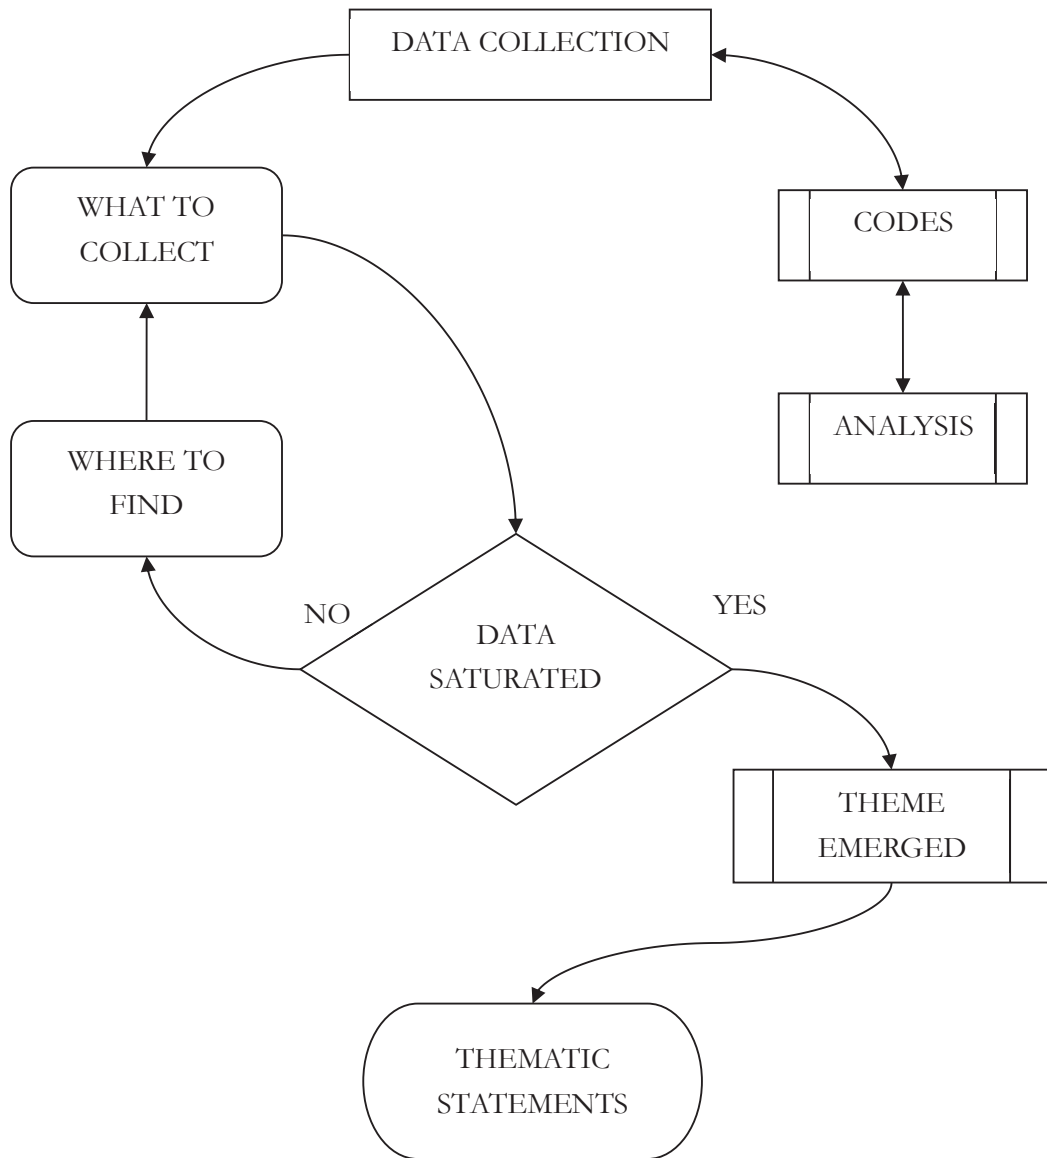 DATA COLLECTION
WHAT TO
COLLECT
CODES
WHERE TO
FIND
ANALYSIS
NO
YES
DATA
SATURATED
THEME
EMERGED
THEMATIC
STATEMENTS